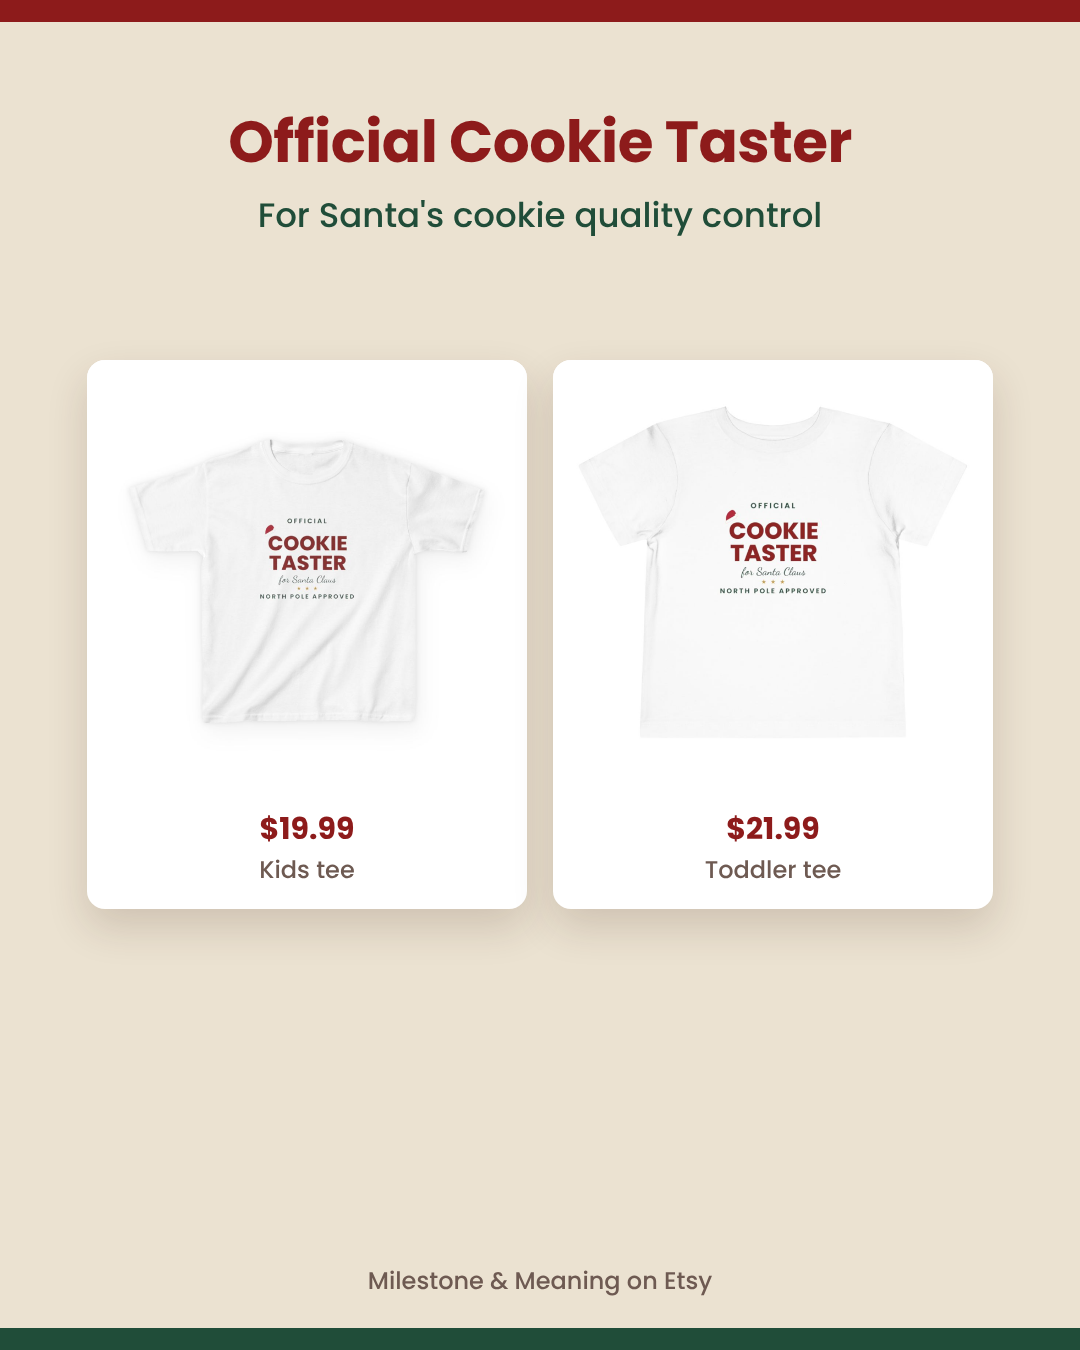 Official Cookie Taster
For Santa's cookie quality control
OFFICIAL
COOKIE
TASTER
for Santa Claus
NORTH POLE APPROVED
$19.99
Kids tee
OFFICIAL
COOKIE
TASTER
for Santa Claus
NORTH POLE APPROVED
$21.99
Toddler tee
Milestone & Meaning on Etsy